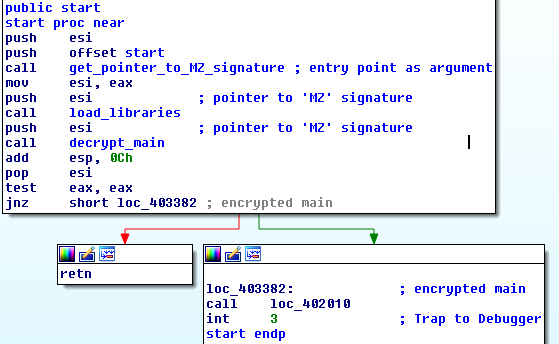 public start
start proc near
push esi
push offset start
call get_pointer_to_MZ_signature ; entry point as argument
mov esi, eax
push esi ; pointer to 'MZ' signature
call load_libraries
push esi ; pointer to 'MZ' signature
call decrypt_main
add esp, 0Ch
pop esi
test eax, eax
jnz short loc_403382 ; encrypted main
retn
loc_403382: ; encrypted main
call loc_402010
int 3 ; Trap to Debugger
start endp